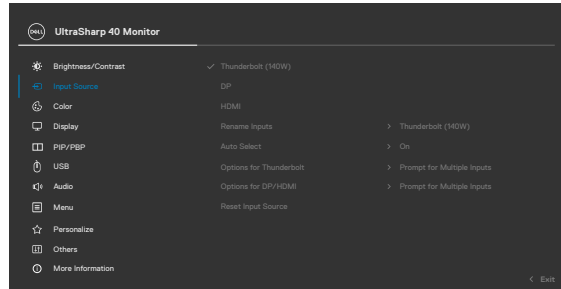 DELL UltraSharp 40 Monitor
Brightness/Contrast ✓ Thunderbolt (140W)
Input Source DP
Color HDMI
Display Rename Inputs > Thunderbolt (140W)
PIP/PBP Auto Select > On
USB Options for Thunderbolt > Prompt for Multiple Inputs
Audio Options for DP/HDMI > Prompt for Multiple Inputs
Menu Reset Input Source
Personalize
Others
More Information
< Exit